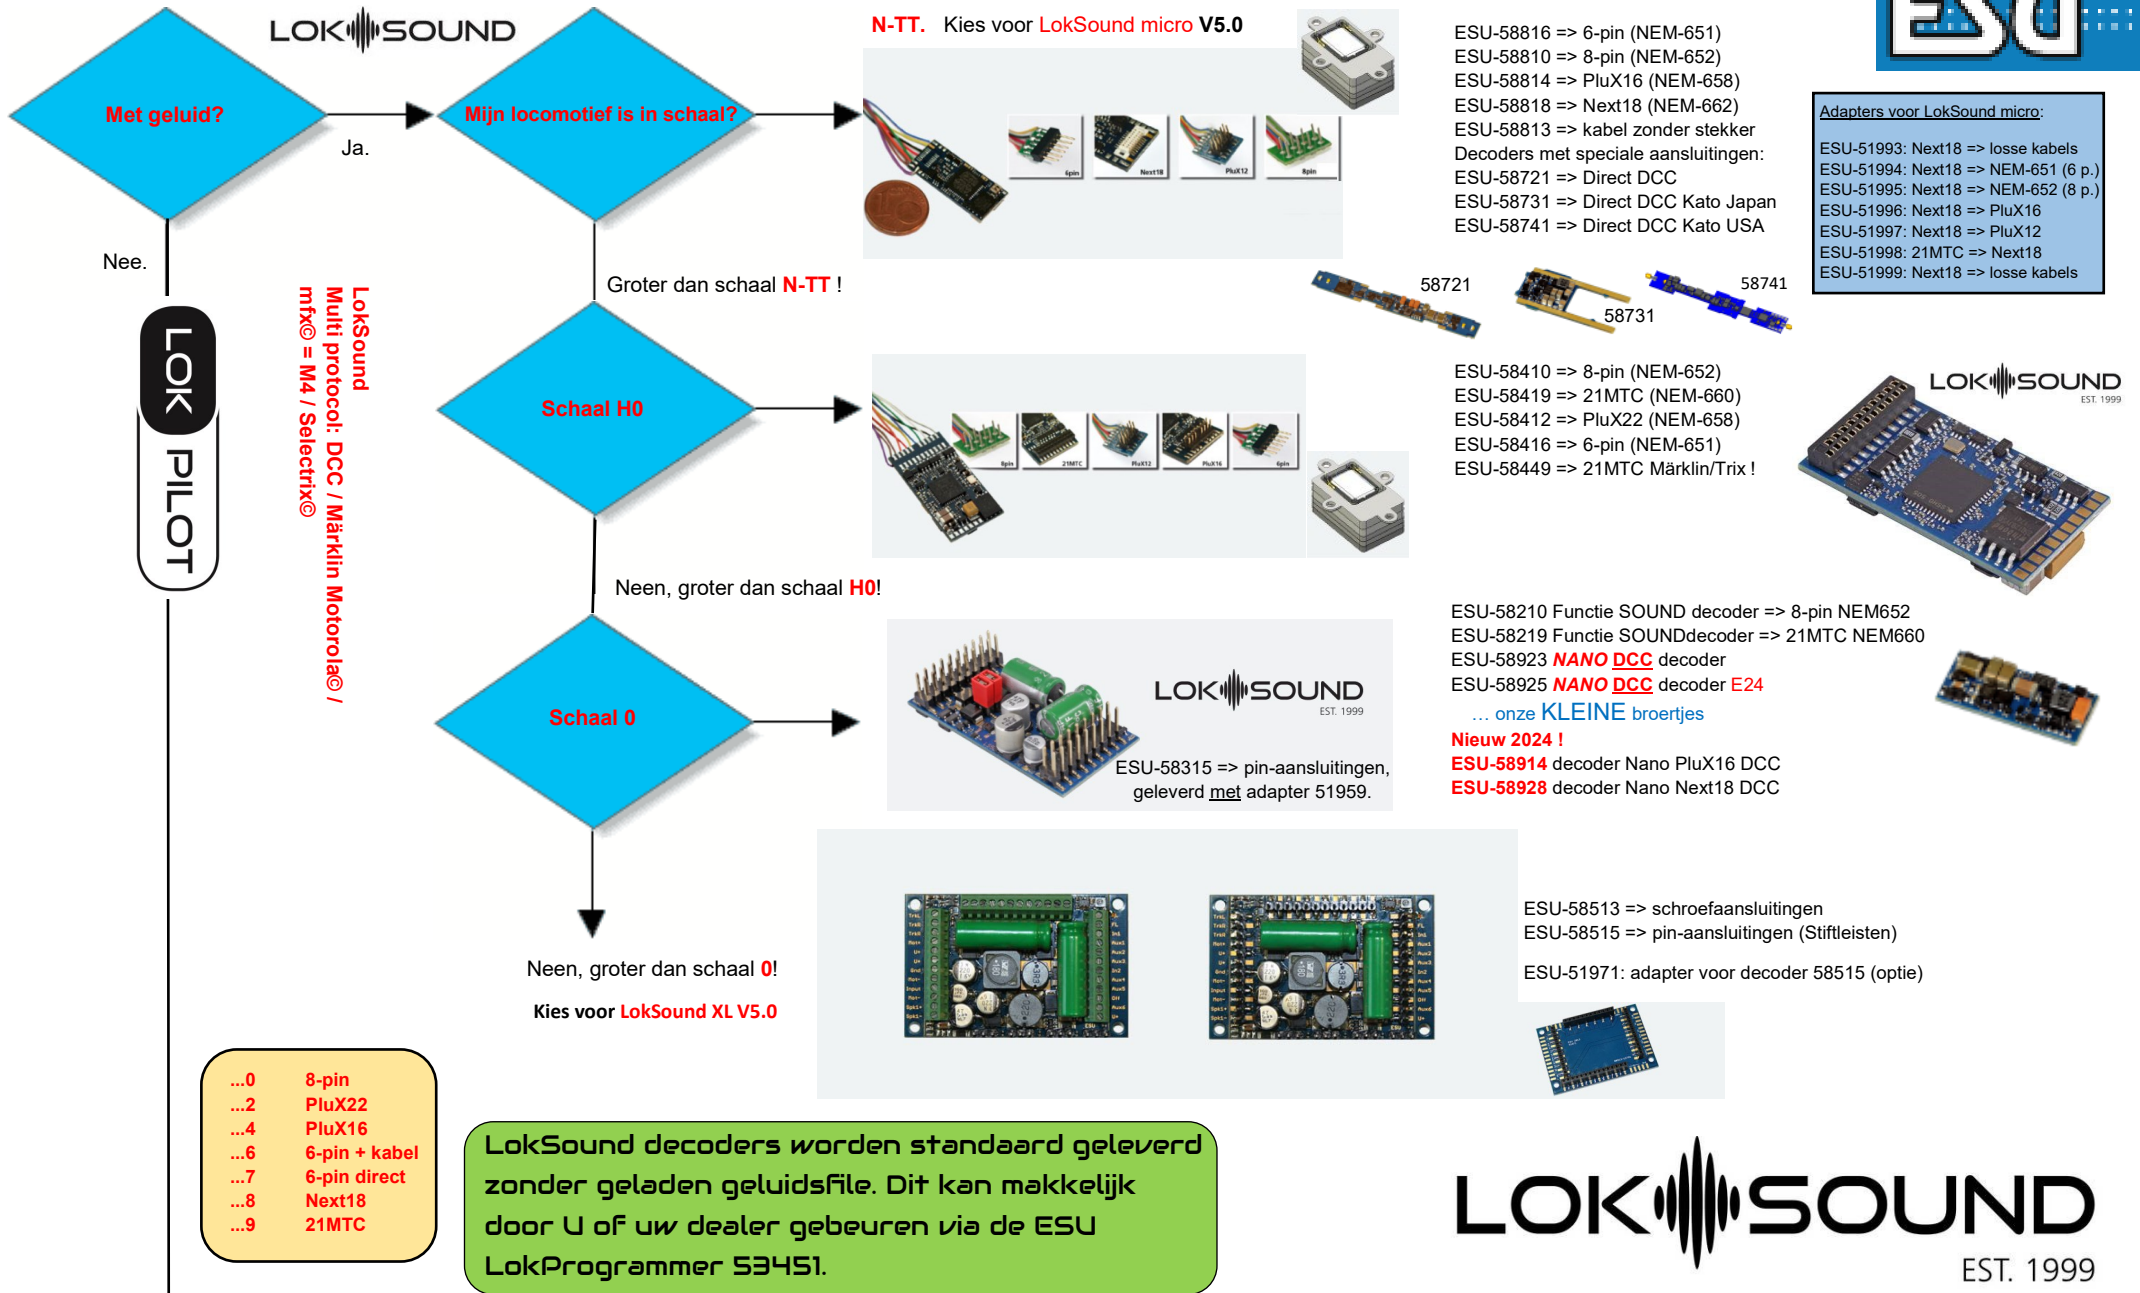 LOKSOUND
N-TT. Kies voor LokSound micro V5.0
ESU
Met geluid?
Ja.
Nee.
Mijn locomotief is in schaal?
6pin
Next18
PluX12
8pin
ESU-58816 => 6-pin (NEM-651)
ESU-58810 => 8-pin (NEM-652)
ESU-58814 => PluX16 (NEM-658)
ESU-58818 => Next18 (NEM-662)
ESU-58813 => kabel zonder stekker
Decoders met speciale aansluitingen:
ESU-58721 => Direct DCC
ESU-58731 => Direct DCC Kato Japan
ESU-58741 => Direct DCC Kato USA
Adapters voor LokSound micro:
ESU-51993: Next18 => losse kabels
ESU-51994: Next18 => NEM-651 (6 p.)
ESU-51995: Next18 => NEM-652 (8 p.)
ESU-51996: Next18 => PluX16
ESU-51997: Next18 => PluX12
ESU-51998: 21MTC => Next18
ESU-51999: Next18 => losse kabels
58721
58731
58741
Groter dan schaal N-TT !
LOK PILOT
LokSound
Multi protocol: DCC / Märklin Motorola© /
mfx© = M4 / Selectrix©
Schaal H0
8pin
21MTC
PluX12
PluX16
6pin
ESU-58410 => 8-pin (NEM-652)
ESU-58419 => 21MTC (NEM-660)
ESU-58412 => PluX22 (NEM-658)
ESU-58416 => 6-pin (NEM-651)
ESU-58449 => 21MTC Märklin/Trix !
LOKSOUND
EST. 1999
Neen, groter dan schaal H0!
Schaal 0
LOKSOUND
EST. 1999
ESU-58315 => pin-aansluitingen,
geleverd met adapter 51959.
ESU-58210 Functie SOUND decoder => 8-pin NEM652
ESU-58219 Functie SOUNDdecoder => 21MTC NEM660
ESU-58923 NANO DCC decoder
ESU-58925 NANO DCC decoder E24
… onze KLEINE broertjes
Nieuw 2024 !
ESU-58914 decoder Nano PluX16 DCC
ESU-58928 decoder Nano Next18 DCC
Neen, groter dan schaal 0!
Kies voor LokSound XL V5.0
ESU-58513 => schroefaansluitingen
ESU-58515 => pin-aansluitingen (Stiftleisten)
ESU-51971: adapter voor decoder 58515 (optie)
...0 8-pin
...2 PluX22
...4 PluX16
...6 6-pin + kabel
...7 6-pin direct
...8 Next18
...9 21MTC
LokSound decoders worden standaard geleverd
zonder geladen geluidsfile. Dit kan makkelijk
door U of uw dealer gebeuren via de ESU
LokProgrammer 53451.
LOKSOUND
EST. 1999